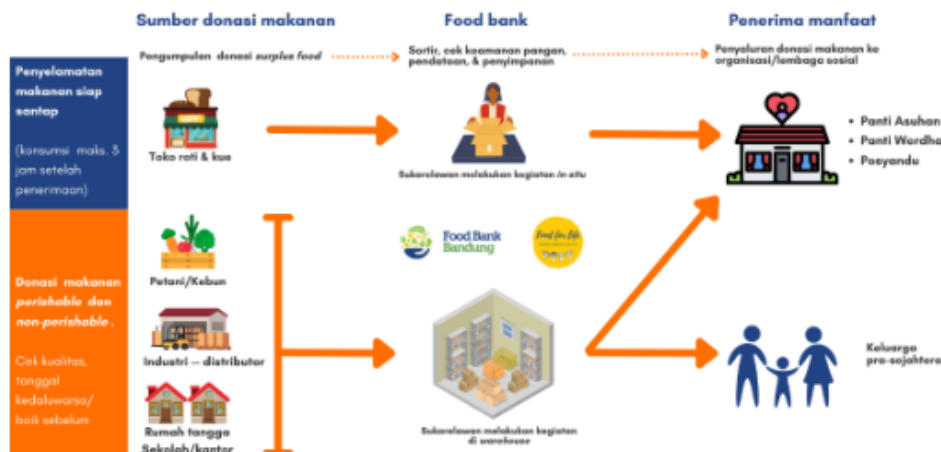 Sumber donasi makanan
Food bank
Penerima manfaat
Pengumpulan donasi surplus food
Sortir, cek keamanan pangan,
pendataan, & penyimpanan
Penyaluran donasi makanan ke
organisasi/lembaga sosial
Penyelamatan
makanan siap
santap
(konsumsi maks. 3
jam setelah
penerimaan)
Toko roti & kue
Sukarelawan melakukan kegiatan in situ
• Panti Asuhan
• Panti Wordha
• Posyandu
Donasi makanan
perishable dan
non-perishable.
Cek kualitas,
tanggal
kedaluwarsa/
baik sebelum
Petani/Kebun
Industri — distributor
Rumah tangga
Sekolah/kantor
Food Bank
Bandung
Food for Life
Sukarelawan melakukan kegiatan
di warehouse
Keluarga
pra-sejahtera